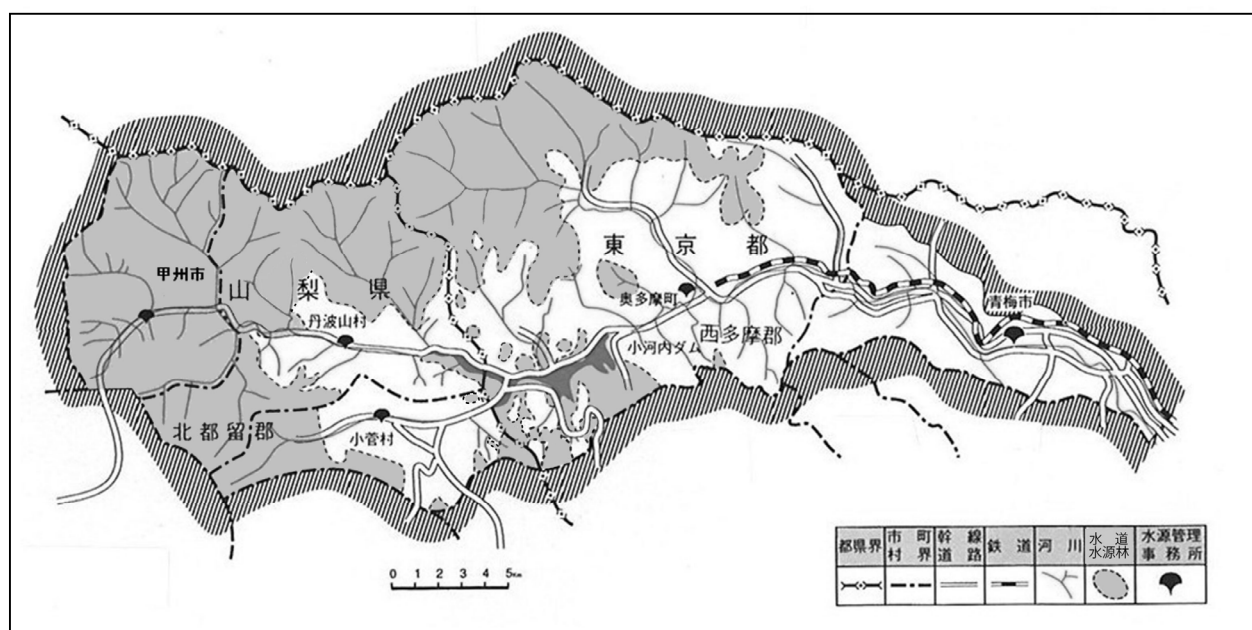 東京都
甲州市
山梨県
奥多摩町
青梅市
丹波山村
西多摩郡
小河内ダム
北都留郡
小菅村
0 1 2 3 4 5Km
都県界
市町
村界
幹線
道路
鉄道
河川
水道
水源林
水源管理
事務所